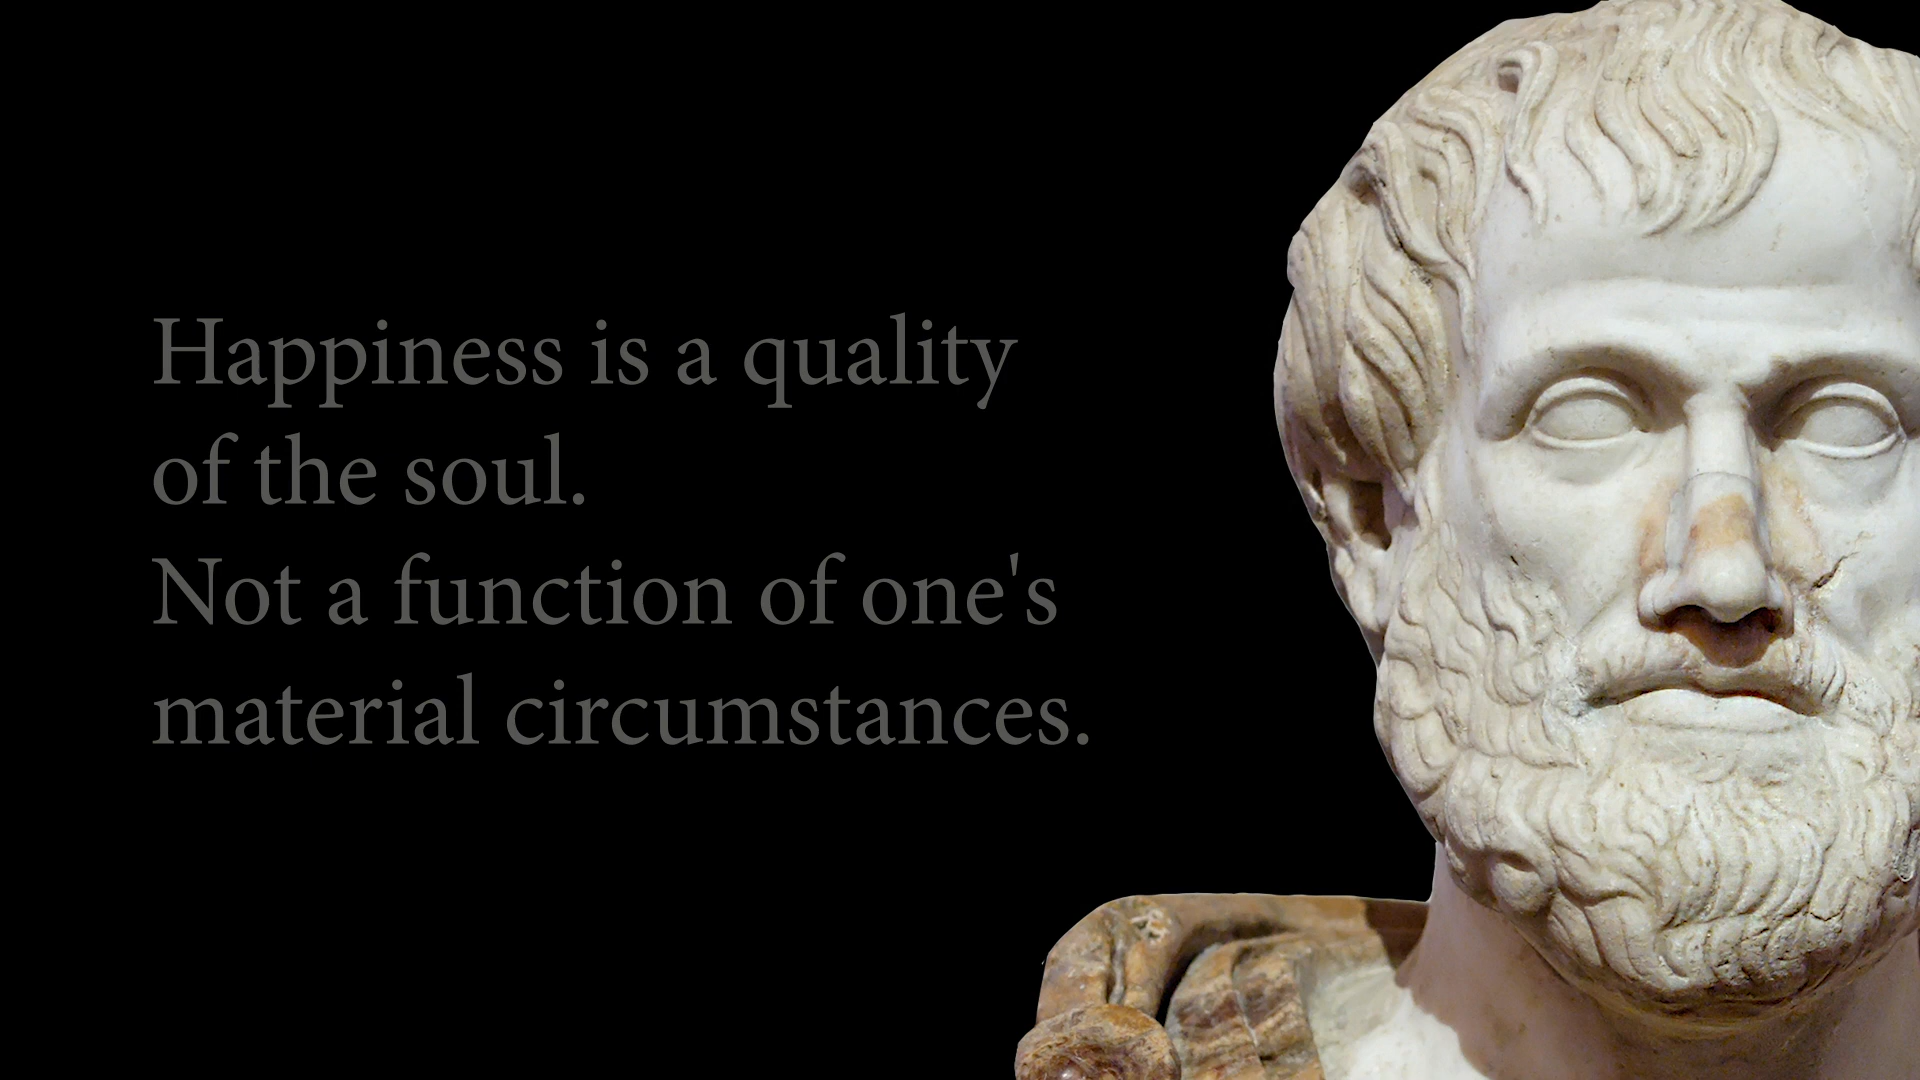 Happiness is a quality
of the soul.
Not a function of one's
material circumstances.